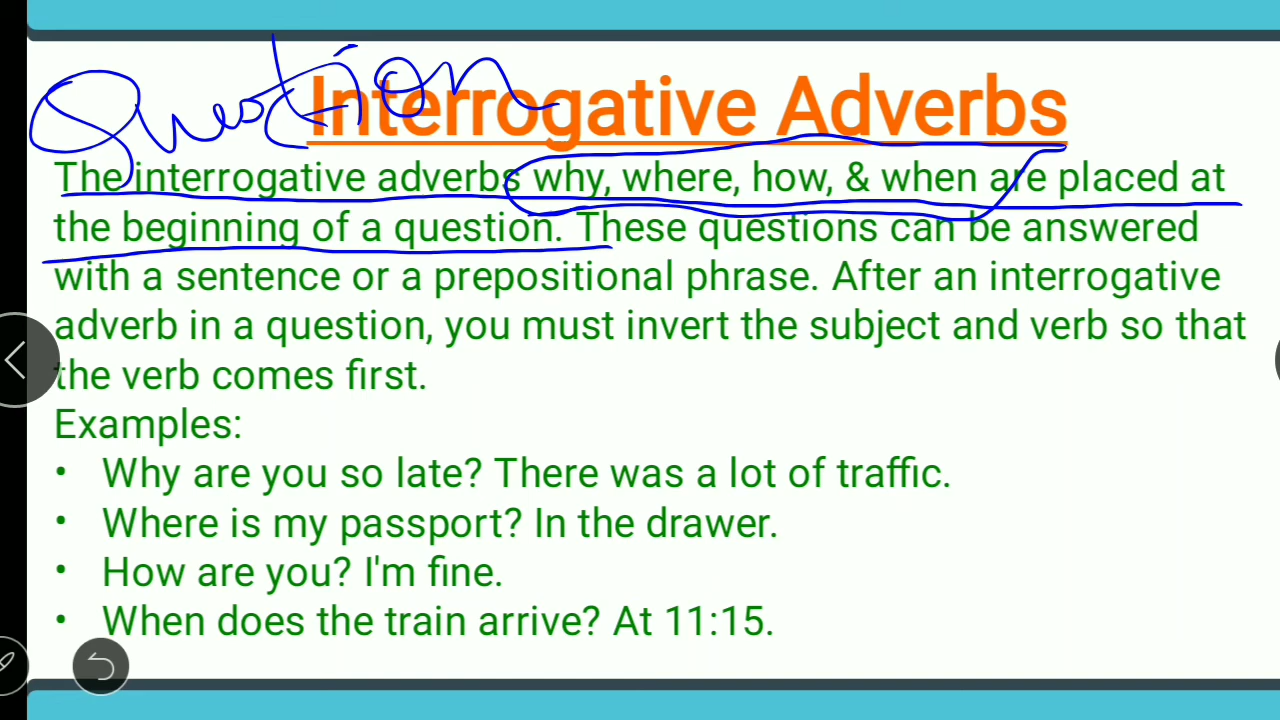 Question
Interrogative Adverbs
The interrogative adverbs why, where, how, & when are placed at
the beginning of a question. These questions can be answered
with a sentence or a prepositional phrase. After an interrogative
adverb in a question, you must invert the subject and verb so that
the verb comes first.
Examples:
• Why are you so late? There was a lot of traffic.
• Where is my passport? In the drawer.
• How are you? I'm fine.
• When does the train arrive? At 11:15.